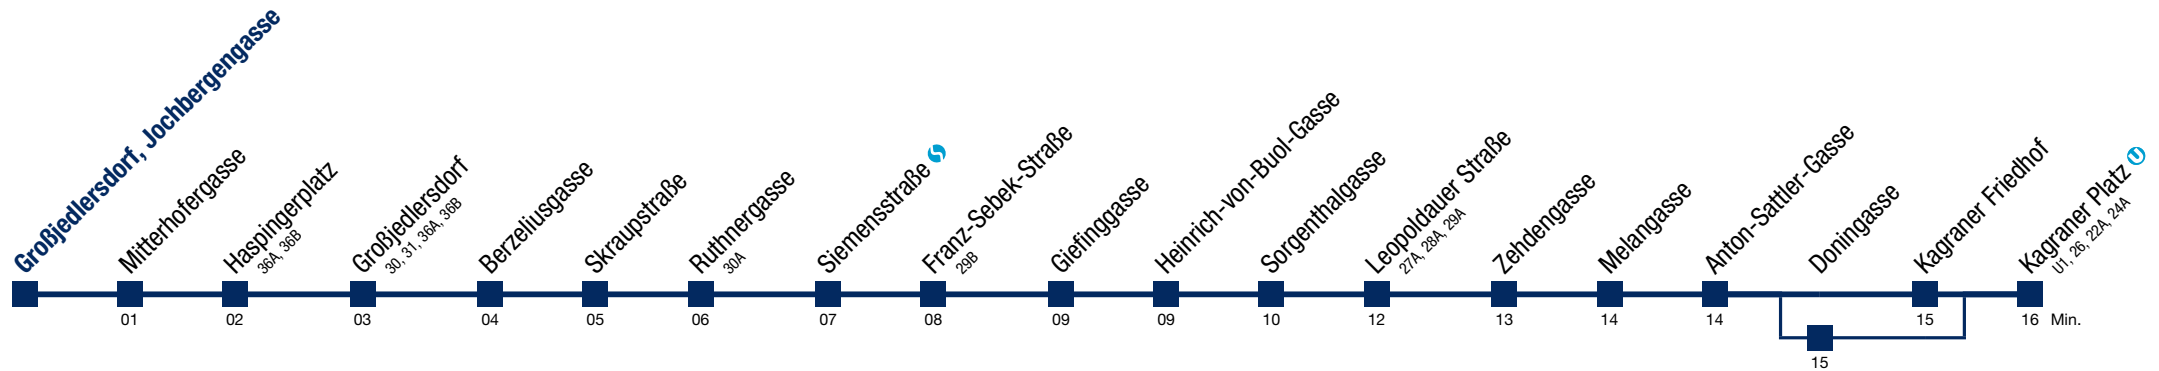 Großjedlersdorf, Jochbergengasse
Mitterhofergasse
01
Haspingerplatz
36A, 36B
02
Großjedlersdorf
30, 31, 36A, 36B
03
Berzeliusgasse
04
Skraupstraße
05
Ruthnergasse
30A
06
Siemensstraße S
07
Franz-Sebek-Straße
29B
08
Giefinggasse
09
Heinrich-von-Buol-Gasse
09
Sorgenthalgasse
10
Leopoldauer Straße
27A, 28A, 29A
12
Zehdengasse
13
Melangasse
14
Anton-Sattler-Gasse
14
Doningasse
15
Kagraner Friedhof
15
Kagraner Platz U
U1, 26, 22A, 24A
16 Min.